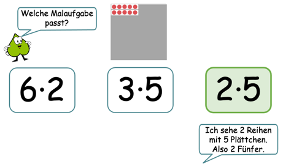 Welche Malaufgabe
passt?
6·2
3·5
2·5
Ich sehe 2 Reihen
mit 5 Plättchen.
Also 2 Fünfer.